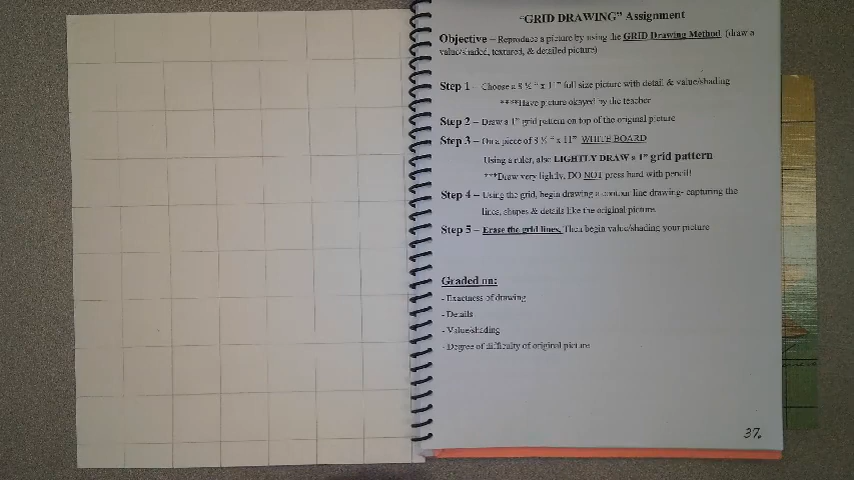 "GRID DRAWING" Assignment
Objective – Reproduce a picture by using the GRID Drawing Method. (draw a
value/shaded, textured, & detailed picture)
Step 1 – Choose a 8 ½ " x 11" full size picture with detail & value/shading
***Have picture okayed by the teacher
Step 2 – Draw a 1" grid pattern on top of the original picture
Step 3 – On a piece of 8 ½ " x 11" WHITE BOARD
Using a ruler, also LIGHTLY DRAW a 1" grid pattern
***Draw very lightly, DO NOT press hard with pencil!
Step 4 – Using the grid, begin drawing a contour line drawing- capturing the
lines, shapes & details like the original picture.
Step 5 – Erase the grid lines. Then begin value/shading your picture
Graded on:
- Exactness of drawing
- Details
- Value/shading
- Degree of difficulty of original picture
37.